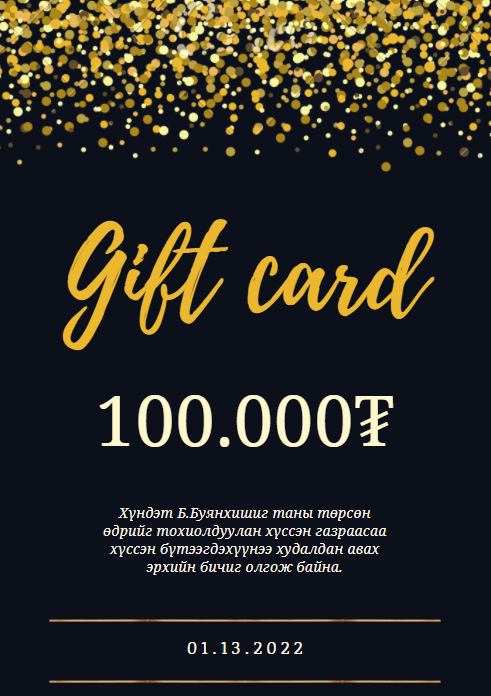 Gift card
100.000₮
Хүндэт Б.Буянхишиг таны төрсөн
өдрийг тохиолдуулан хүссэн газраасаа
хүссэн бүтээгдэхүүнээ худалдан авах
эрхийн бичиг олгож байна.
01.13.2022